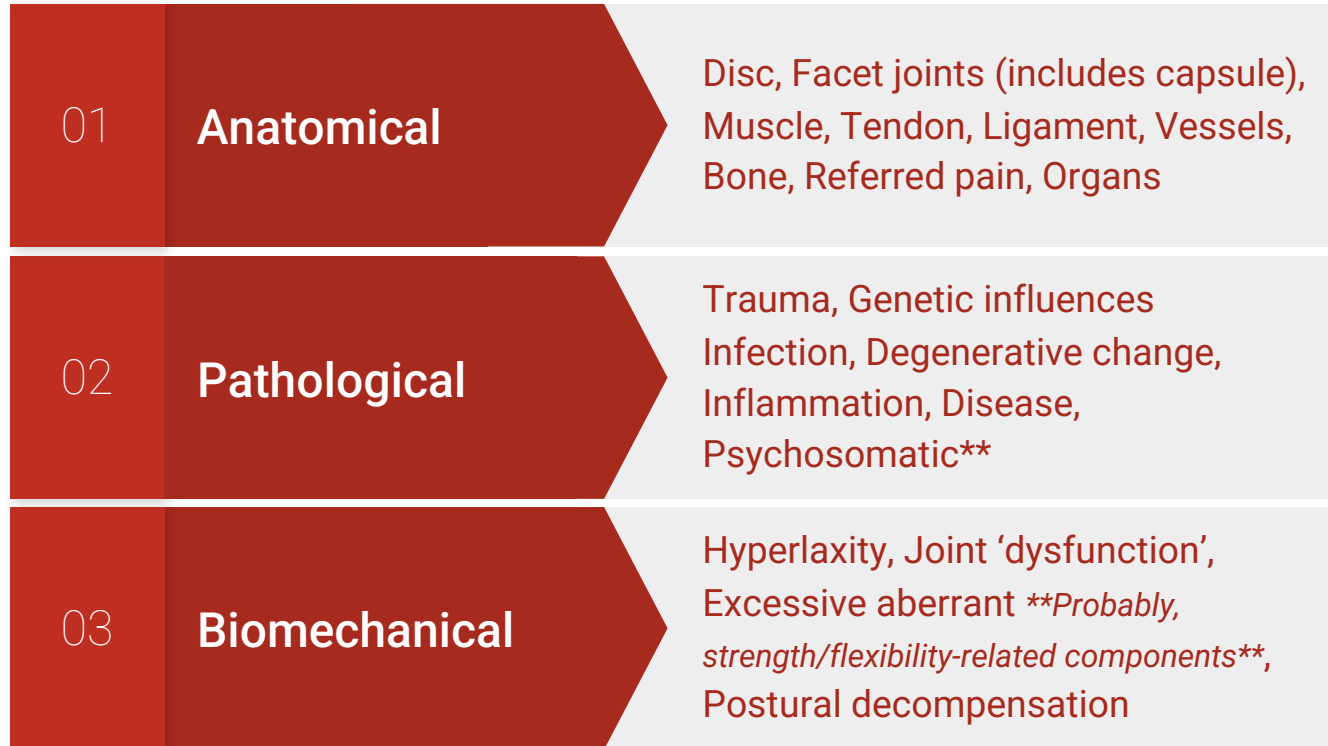 01
Anatomical
Disc, Facet joints (includes capsule),
Muscle, Tendon, Ligament, Vessels,
Bone, Referred pain, Organs
02
Pathological
Trauma, Genetic influences
Infection, Degenerative change,
Inflammation, Disease,
Psychosomatic**
03
Biomechanical
Hyperlaxity, Joint ‘dysfunction’,
Excessive aberrant **Probably,
strength/flexibility-related components**,
Postural decompensation